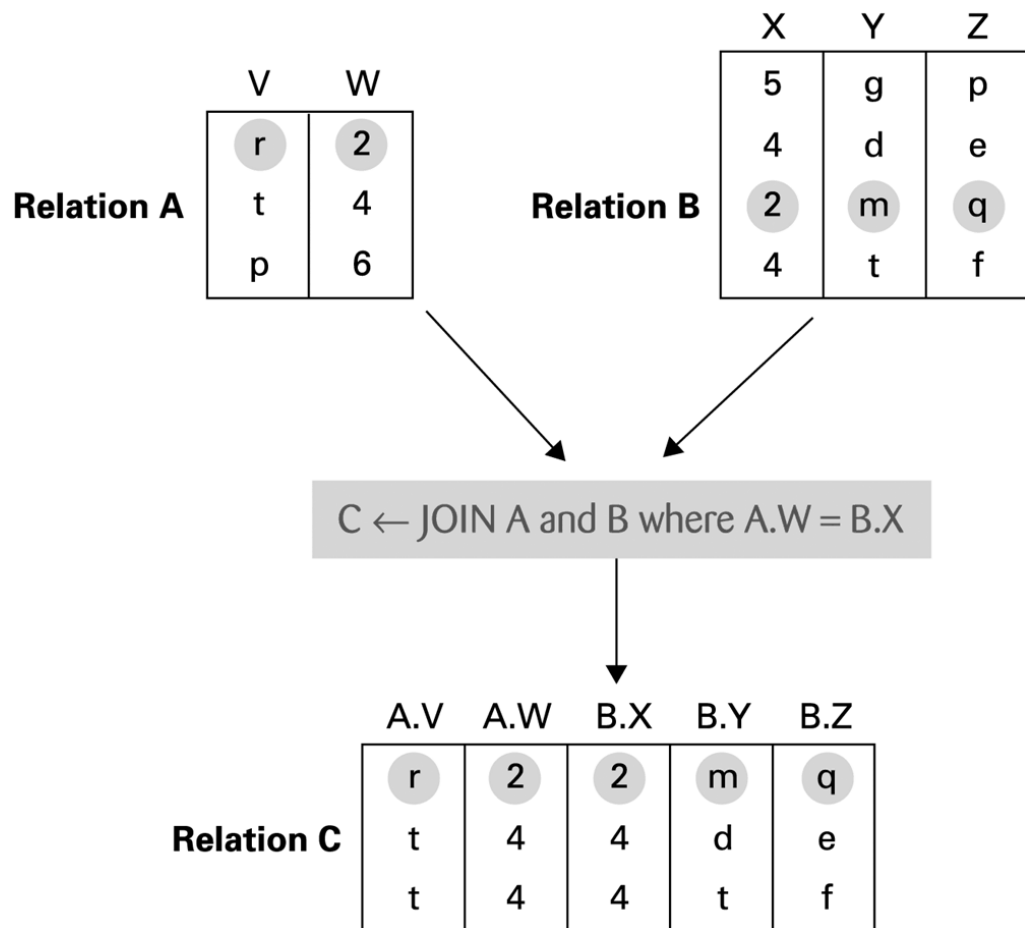 X Y Z
V W
5 g p
r 2
4 d e
Relation A
t 4
Relation B
2 m q
p 6
4 t f
C ← JOIN A and B where A.W = B.X
A.V A.W B.X B.Y B.Z
r 2 2 m q
Relation C
t 4 4 d e
t 4 4 t f